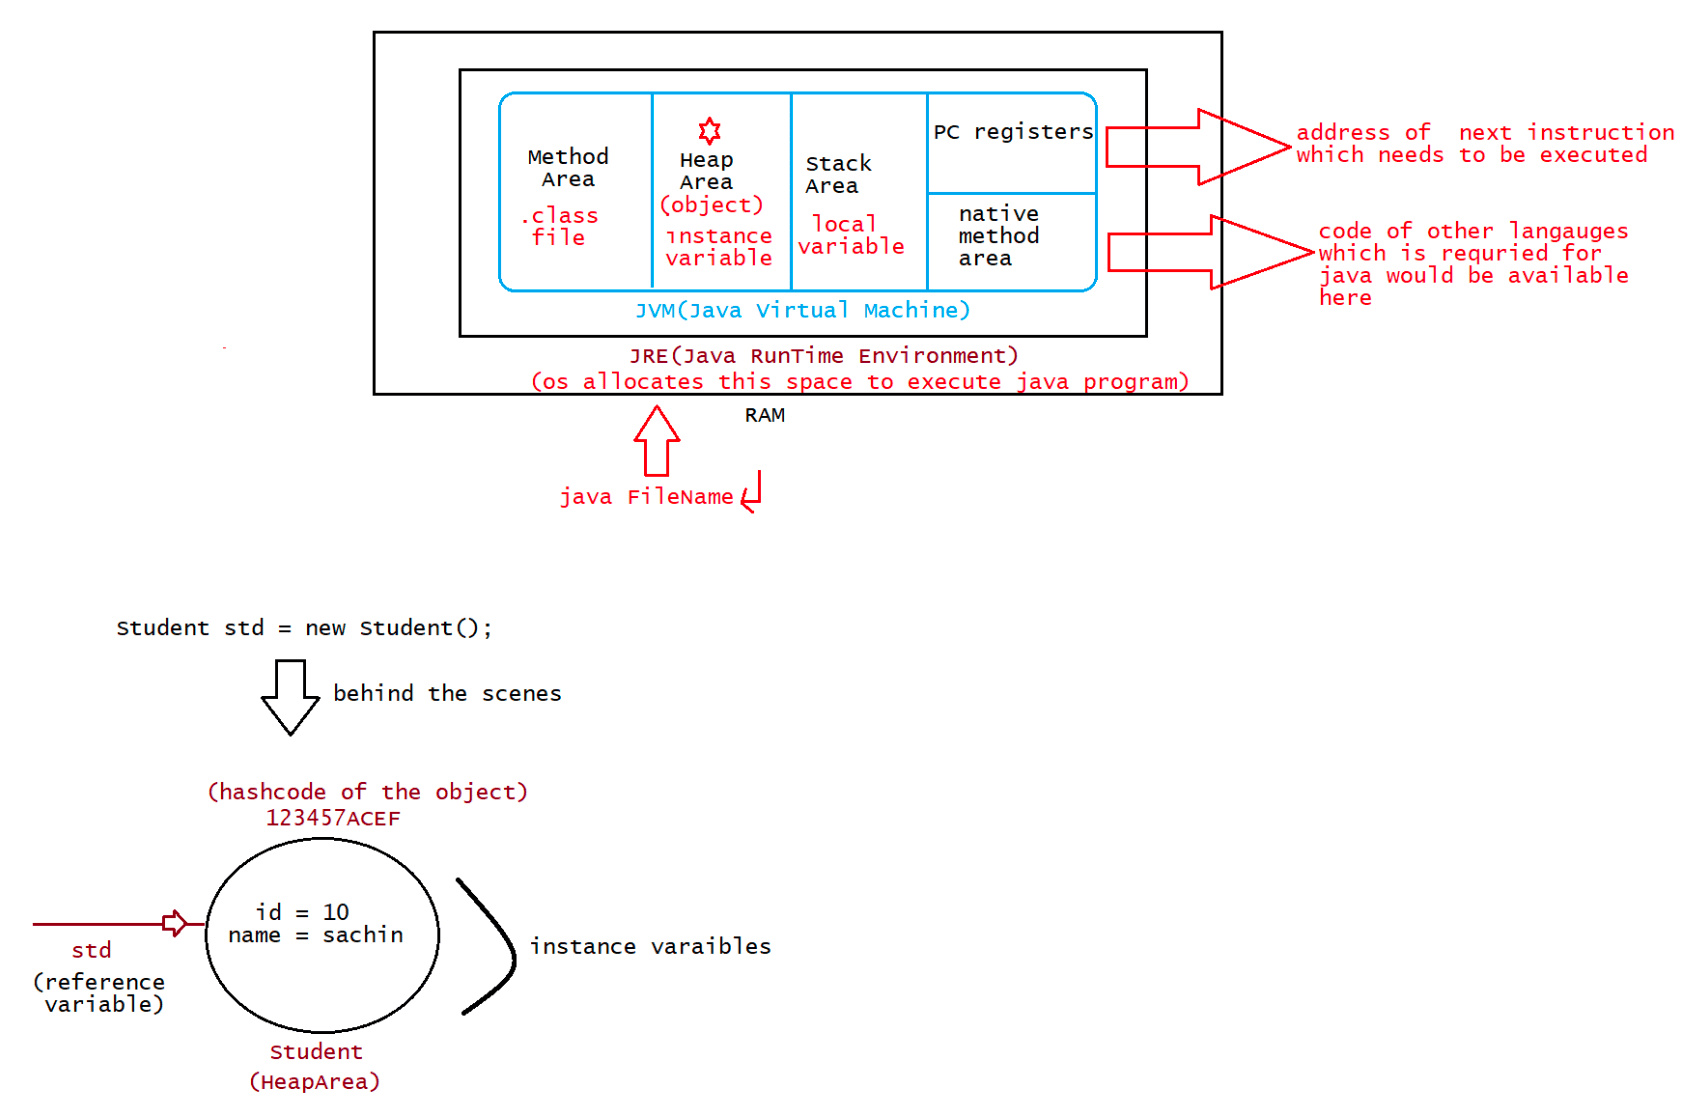 Method
Area
.class
file
Heap
Area
(object)
instance
variable
Stack
Area
local
variable
PC registers
native
method
area
JVM(Java Virtual Machine)
JRE(Java RunTime Environment)
(os allocates this space to execute java program)
RAM
java FileName
address of  next instruction
which needs to be executed
code of other langauges
which is requried for
java would be available
here
Student std = new Student();
behind the scenes
(hashcode of the object)
123457ACEF
id = 10
name = sachin
std
(reference
variable)
instance varaibles
Student
(HeapArea)